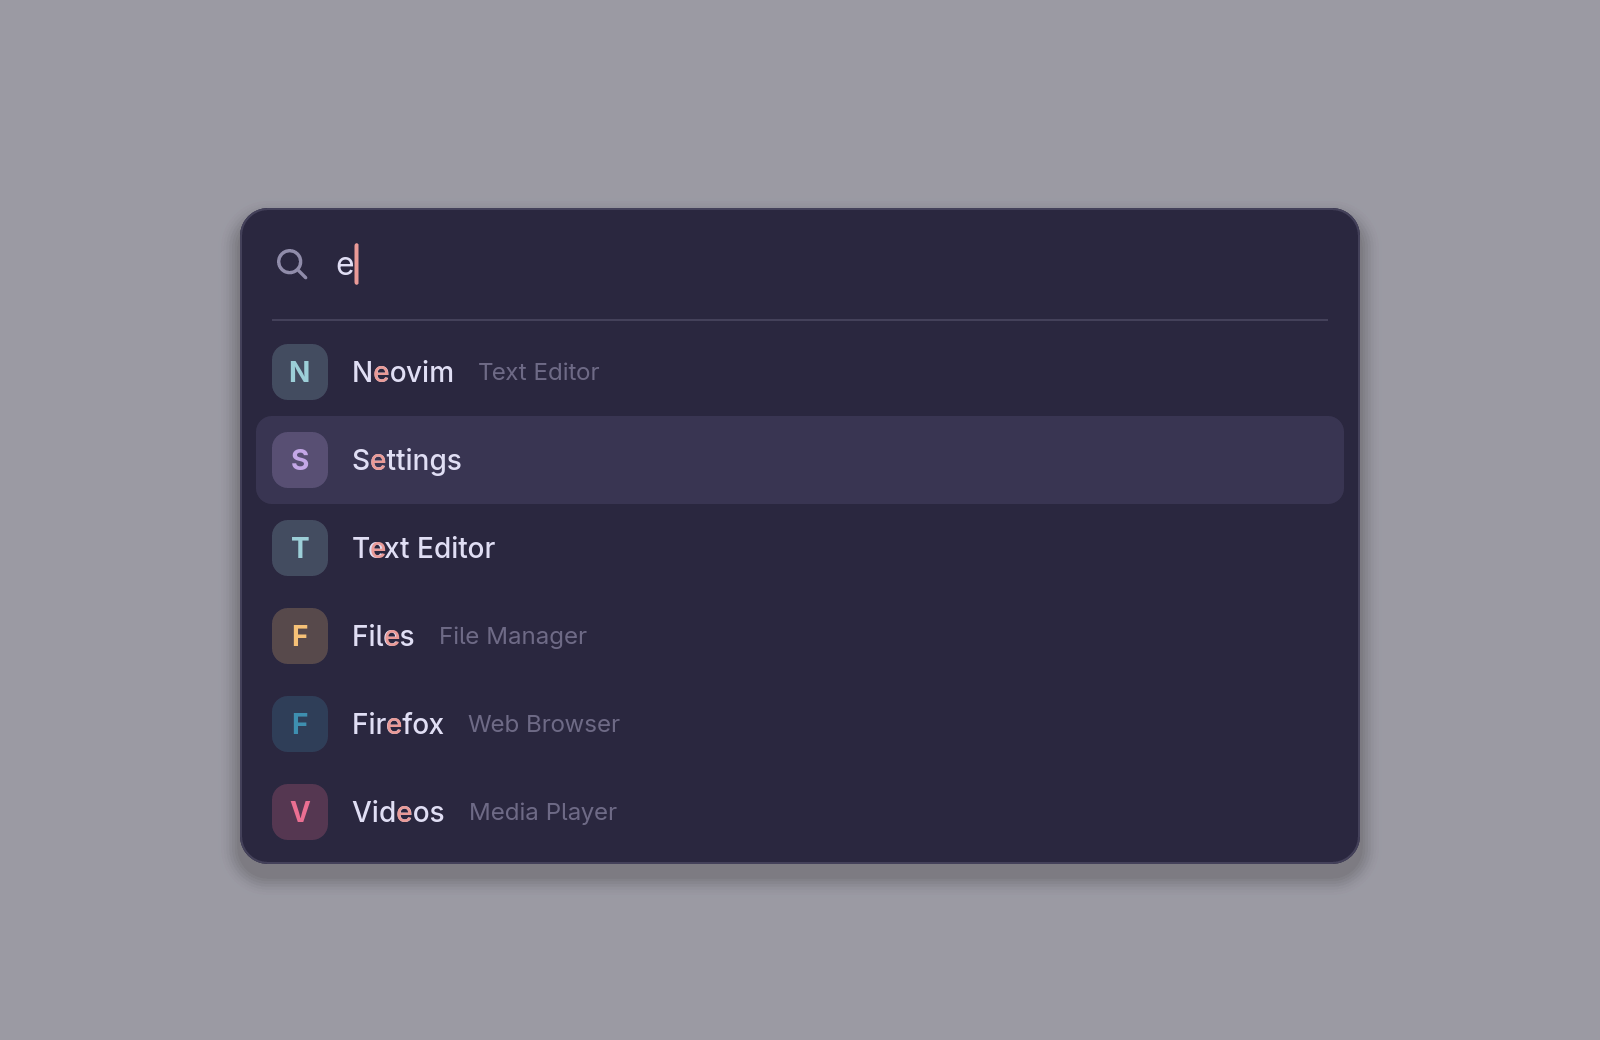 e
N Neovim Text Editor
S Settings
T Text Editor
F Files File Manager
F Firefox Web Browser
V Videos Media Player